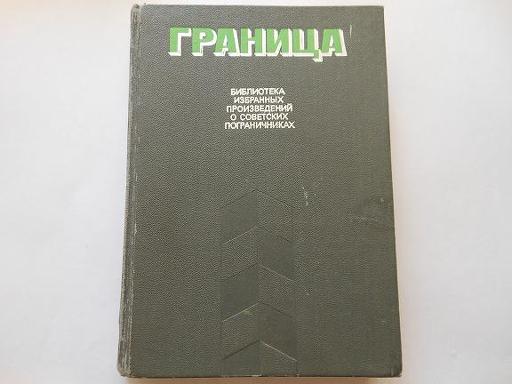 ГРАНИЦА
БИБЛИОТЕКА
ИЗБРАННЫХ
ПРОИЗВЕДЕНИЙ
О СОВЕТСКИХ
ПОГРАНИЧНИКАХ